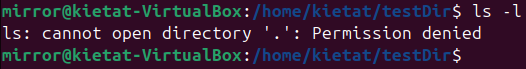 mirror@kietat-VirtualBox:/home/kietat/testDir$ ls -l
ls: cannot open directory '.': Permission denied
mirror@kietat-VirtualBox:/home/kietat/testDir$